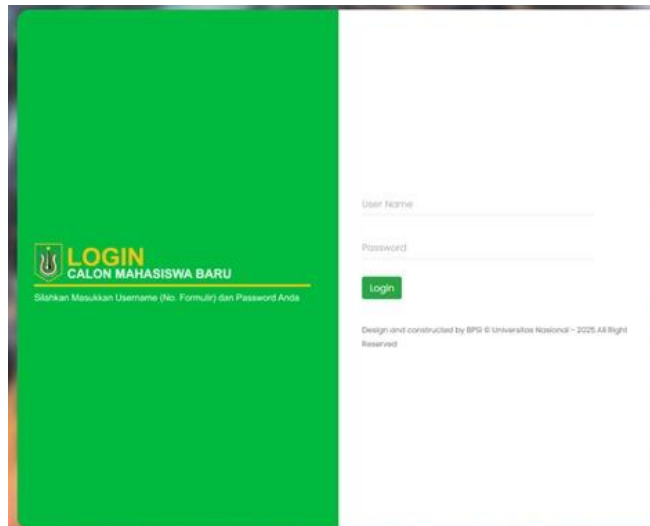 LOGIN
CALON MAHASISWA BARU
Silahkan Masukkan Username (No. Formulir) dan Password Anda
User Name
Password
Login
Design and constructed by BPSI © Universitas Nasional - 2025 All Right
Reserved